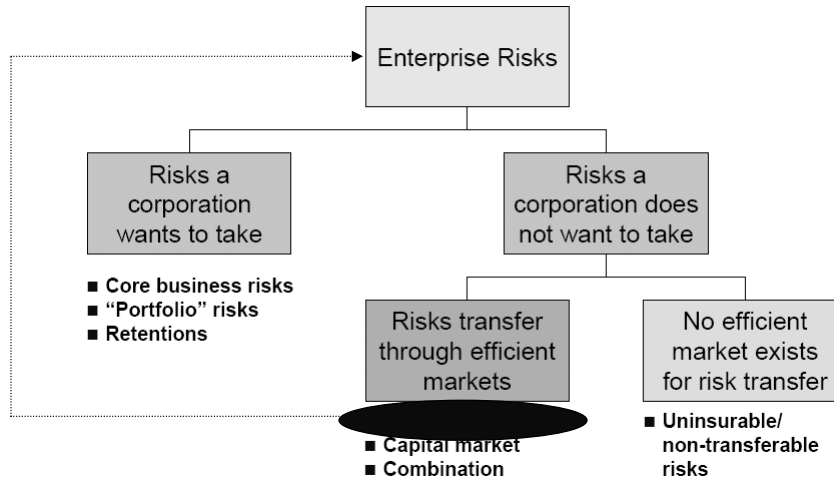 Enterprise Risks
Risks a
corporation
wants to take
Risks a
corporation does
not want to take
■ Core business risks
■ “Portfolio” risks
■ Retentions
Risks transfer
through efficient
markets
No efficient
market exists
for risk transfer
■ Capital market
■ Combination
■ Uninsurable/
non-transferable
risks